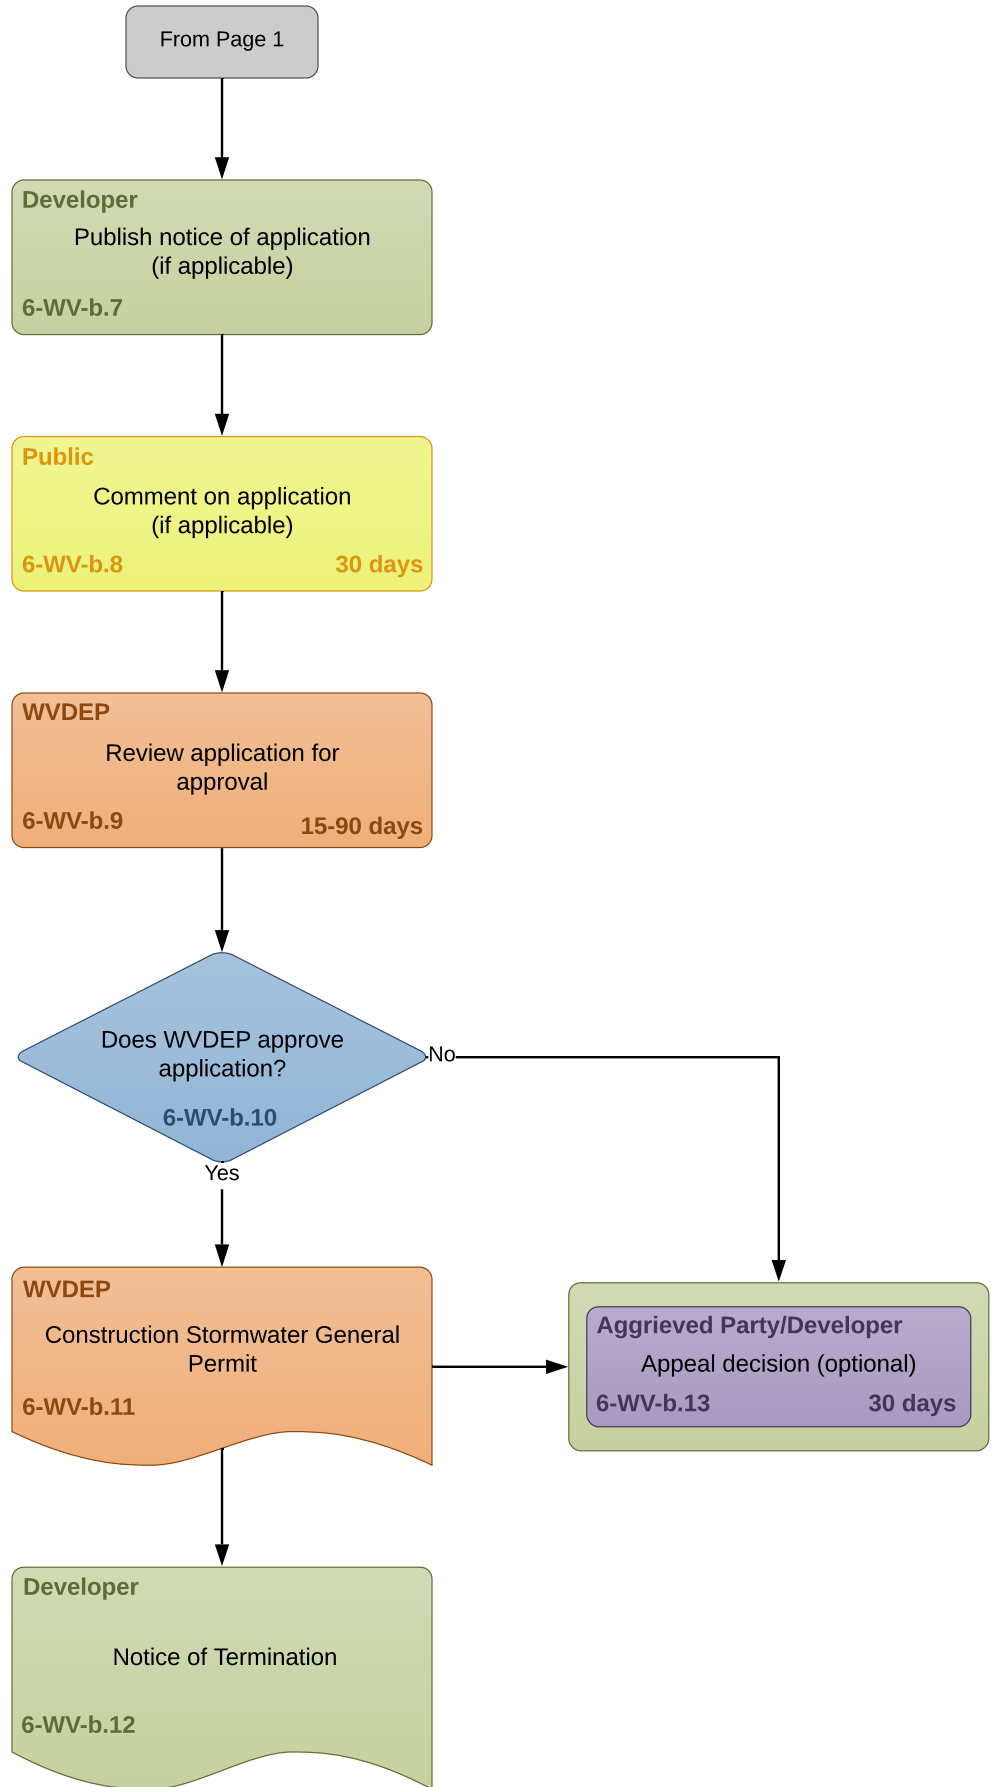 From Page 1
Developer
Publish notice of application
(if applicable)
6-WV-b.7
Public
Comment on application
(if applicable)
6-WV-b.8
30 days
WVDEP
Review application for
approval
6-WV-b.9
15-90 days
Does WVDEP approve
application?
6-WV-b.10
No
Yes
WVDEP
Construction Stormwater General
Permit
6-WV-b.11
Aggrieved Party/Developer
Appeal decision (optional)
6-WV-b.13
30 days
Developer
Notice of Termination
6-WV-b.12